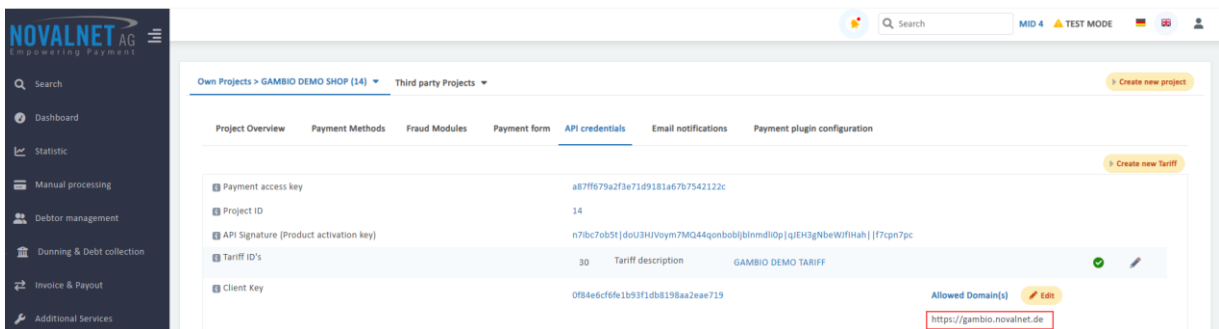 NOVALNET AG
Empowering Payment
Search
MID 4
TEST MODE
Search
Dashboard
Statistic
Manual processing
Debtor management
Dunning & Debt collection
Invoice & Payout
Additional Services
Own Projects > GAMBIO DEMO SHOP (14)
Third party Projects
Create new project
Project Overview
Payment Methods
Fraud Modules
Payment form
API credentials
Email notifications
Payment plugin configuration
Create new Tariff
Payment access key
a87ff679a2f3e71d9181a67b7542122c
Project ID
14
API Signature (Product activation key)
n7ibc7ob5t|doU3HJVoym7MQ44qonbobljblnmdli0p|qJEH3gNbeWJfIHah||f7cpn7pc
Tariff ID's
30
Tariff description
GAMBIO DEMO TARIFF
Client Key
0f84e6cf6fe1b93f1db8198aa2eae719
Allowed Domain(s)
Edit
https://gambio.novalnet.de